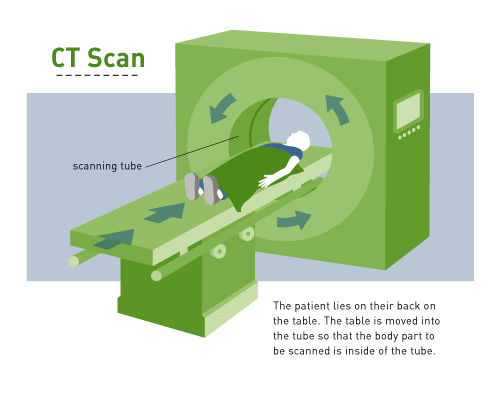 CT Scan
scanning tube
The patient lies on their back on
the table. The table is moved into
the tube so that the body part to
be scanned is inside of the tube.